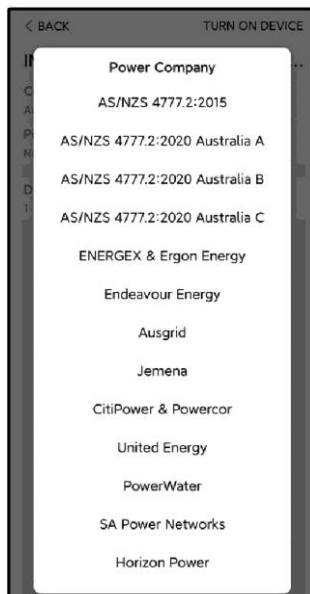 < BACK
TURN ON DEVICE
Power Company
AS/NZS 4777.2:2015
AS/NZS 4777.2:2020 Australia A
AS/NZS 4777.2:2020 Australia B
AS/NZS 4777.2:2020 Australia C
ENERGEX & Ergon Energy
Endeavour Energy
Ausgrid
Jemena
CitiPower & Powercor
United Energy
PowerWater
SA Power Networks
Horizon Power